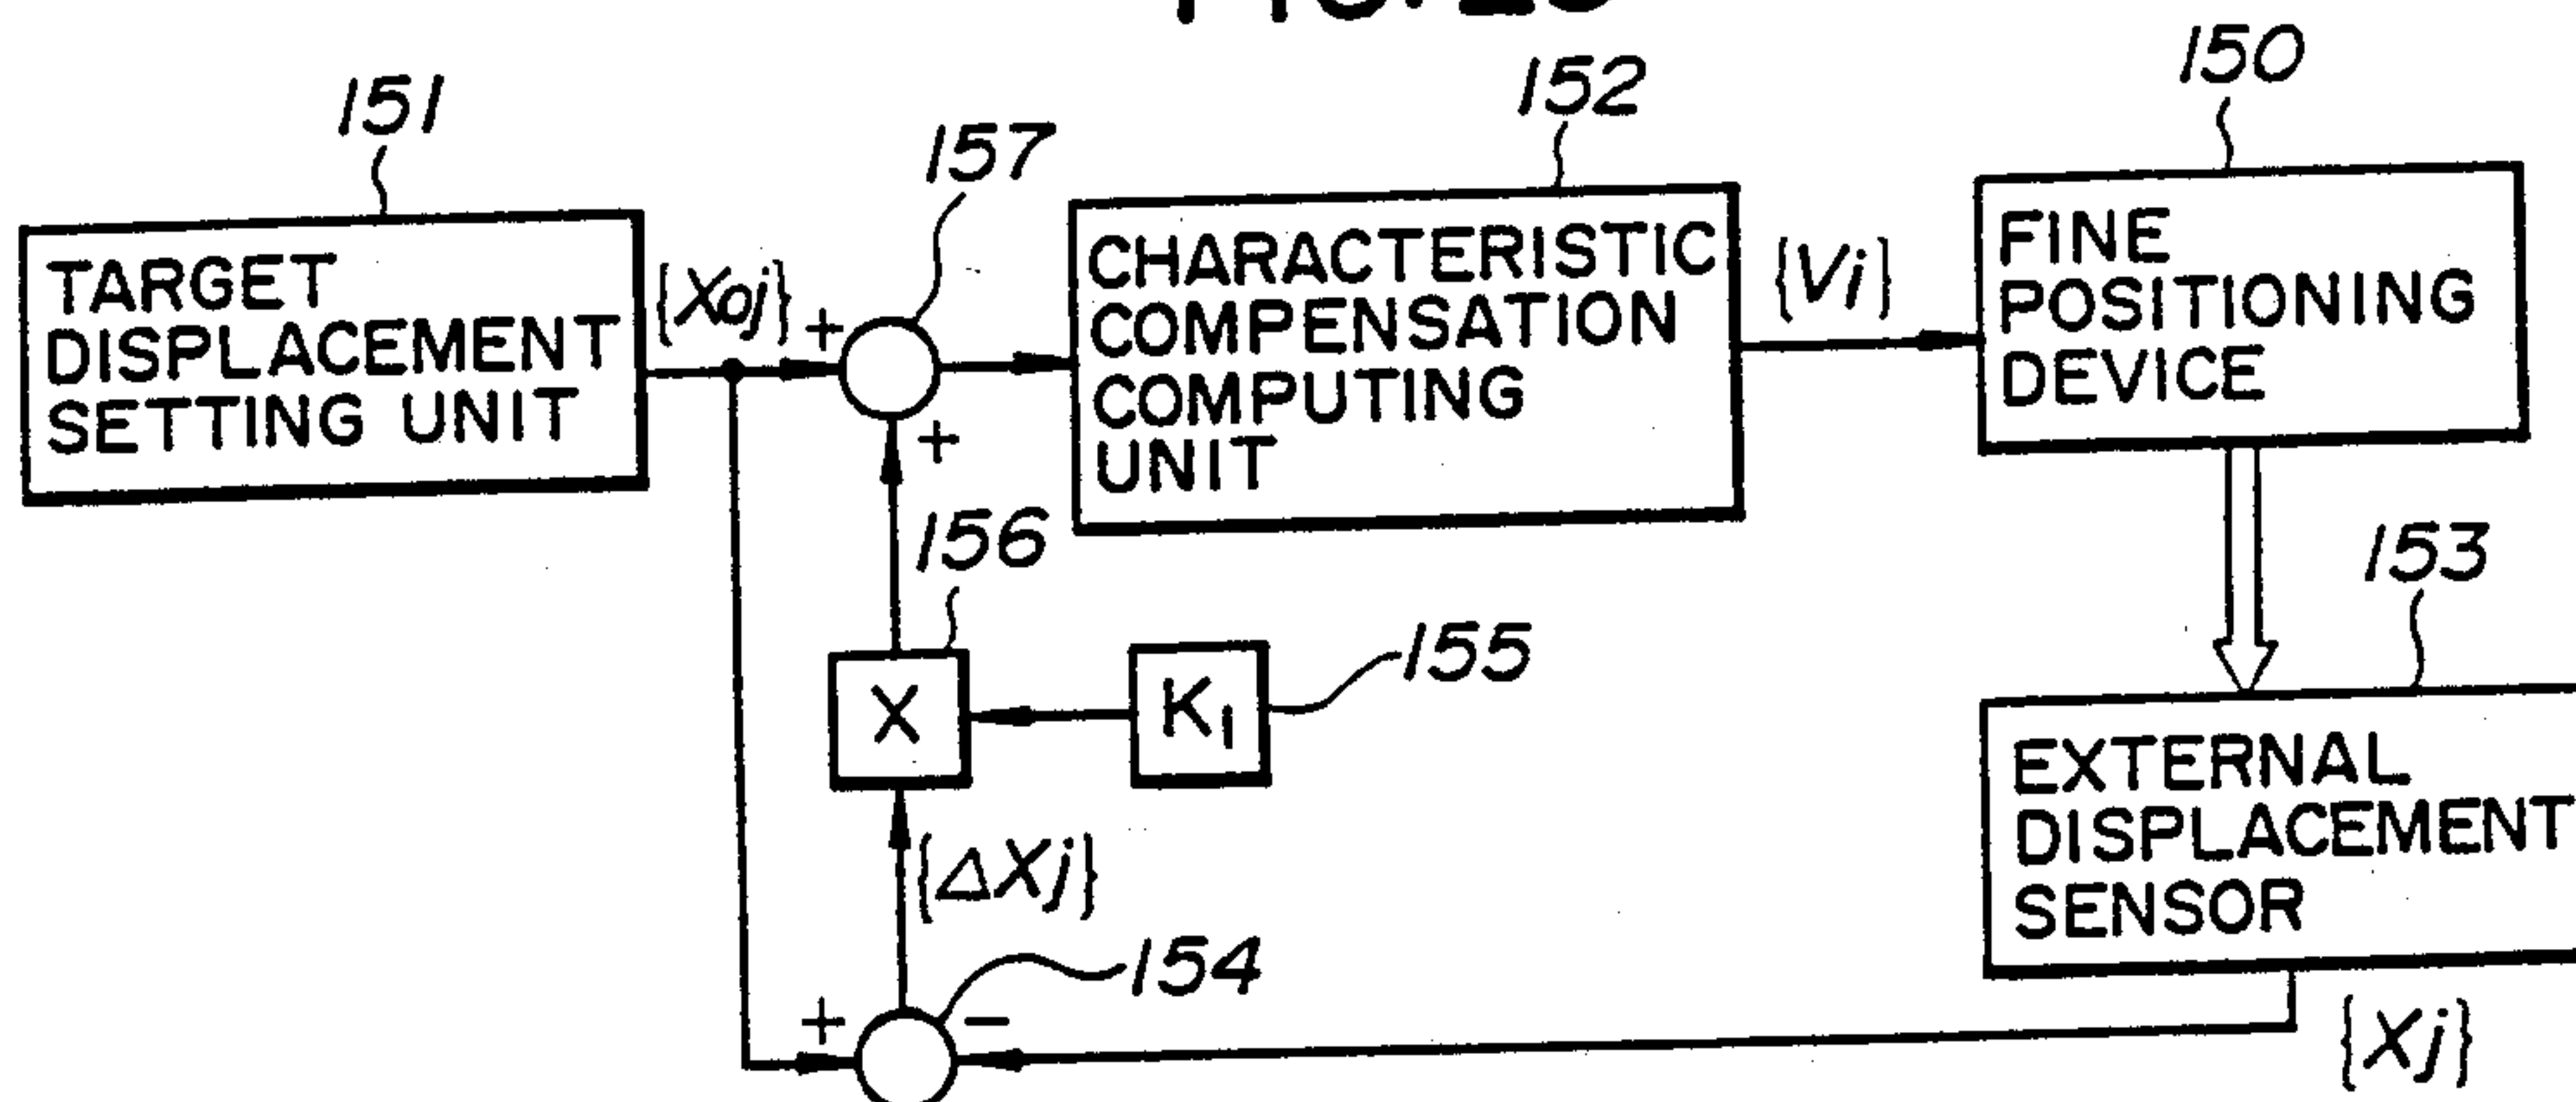 151
157
152
150
TARGET
DISPLACEMENT
SETTING UNIT
{Xoj}
+
+
CHARACTERISTIC
COMPENSATION
COMPUTING
UNIT
{Vi}
FINE
POSITIONING
DEVICE
156
X
K1
155
153
EXTERNAL
DISPLACEMENT
SENSOR
{ΔXj}
154
+
−
{Xj}